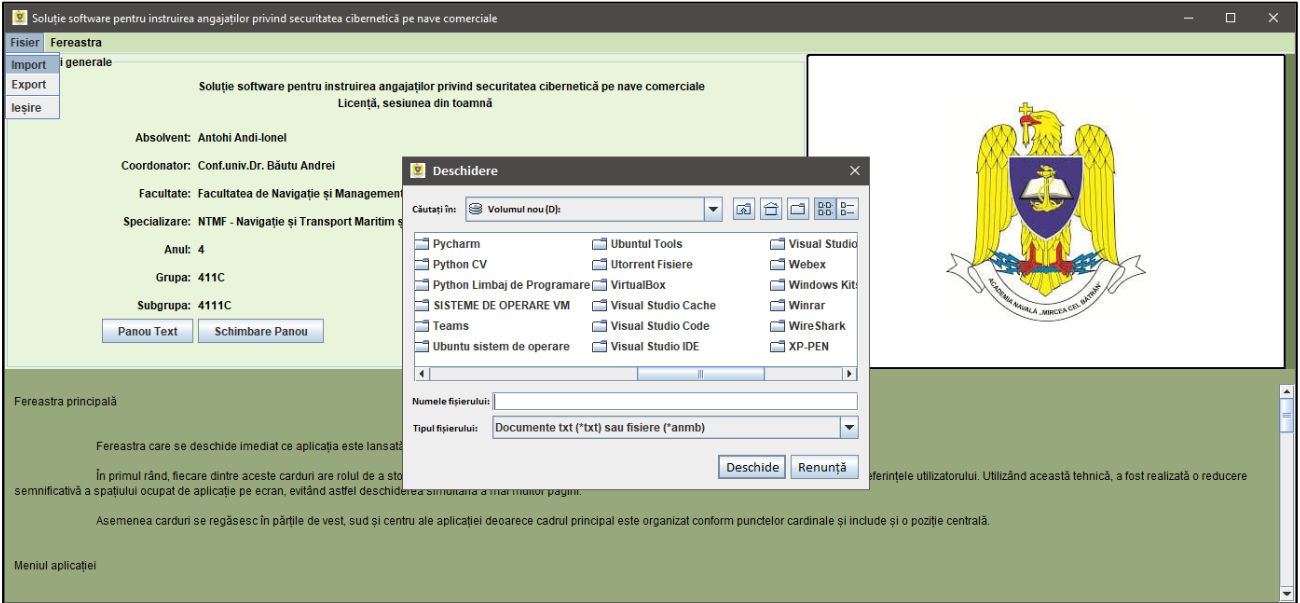 Soluție software pentru instruirea angajaților privind securitatea cibernetică pe nave comerciale
Fisier Fereastra
Import
Export
Ieșire
i generale
Soluție software pentru instruirea angajaților privind securitatea cibernetică pe nave comerciale
Licență, sesiunea din toamnă
Absolvent: Antohi Andi-Ionel
Coordonator: Conf.univ.Dr. Băutu Andrei
Facultate: Facultatea de Navigație și Management
Specializare: NTMF - Navigație și Transport Maritim ș
Anul: 4
Grupa: 411C
Subgrupa: 4111C
Panou Text Schimbare Panou
ACADEMIA NAVALĂ „MIRCEA CEL BĂTRÂN”
Deschidere
Căutați în: Volumul nou (D):
Pycharm Ubuntul Tools Visual Studio
Python CV Utorrent Fisiere Webex
Python Limbaj de Programare VirtualBox Windows Kit
SISTEME DE OPERARE VM Visual Studio Cache Winrar
Teams Visual Studio Code WireShark
Ubuntu sistem de operare Visual Studio IDE XP-PEN
Numele fișierului:
Tipul fișierului: Documente txt (*txt) sau fisiere (*anmb)
Deschide Renunță
Fereastra principală
Fereastra care se deschide imediat ce aplicația este lansată
În primul rând, fiecare dintre aceste carduri are rolul de a sto eferințele utilizatorului. Utilizând această tehnică, a fost realizată o reducere
semnificativă a spațiului ocupat de aplicație pe ecran, evitând astfel deschiderea simultană a mai multor pagini.
Asemenea carduri se regăsesc în părțile de vest, sud și centru ale aplicației deoarece cadrul principal este organizat conform punctelor cardinale și include și o poziție centrală.
Meniul aplicației